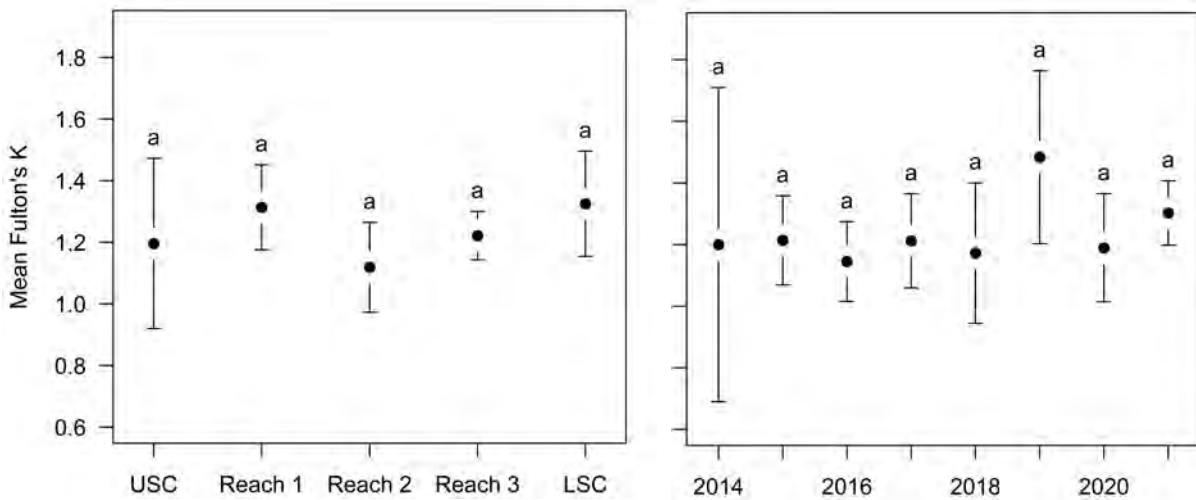 Mean Fulton's K
1.8
1.6
1.4
1.2
1.0
0.8
0.6
a
a
a
a
a
USC
Reach 1
Reach 2
Reach 3
LSC
a
a
a
a
a
a
a
a
2014
2016
2018
2020